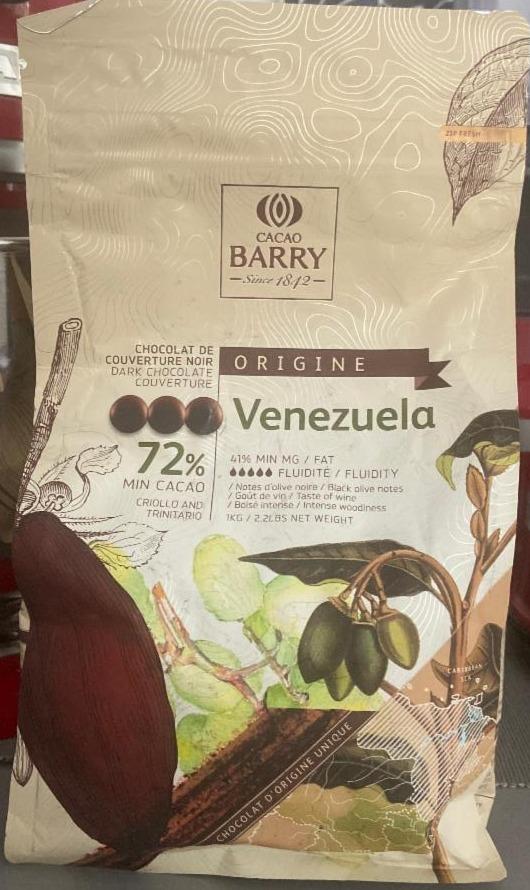 ZIP FRESH
CACAO
BARRY
Since 1842
CHOCOLAT DE
COUVERTURE NOIR
DARK CHOCOLATE
COUVERTURE
ORIGINE
Venezuela
72%
MIN CACAO
CRIOLLO AND
TRINITARIO
41% MIN MG / FAT
FLUIDITÉ / FLUIDITY
/ Notes d'olive noire / Black olive notes
/ Goût de vin / Taste of wine
/ Boisé intense / Intense woodiness
1KG / 2.2LBS NET WEIGHT
CARIBBEAN
SEA
CHOCOLAT D'ORIGINE UNIQUE